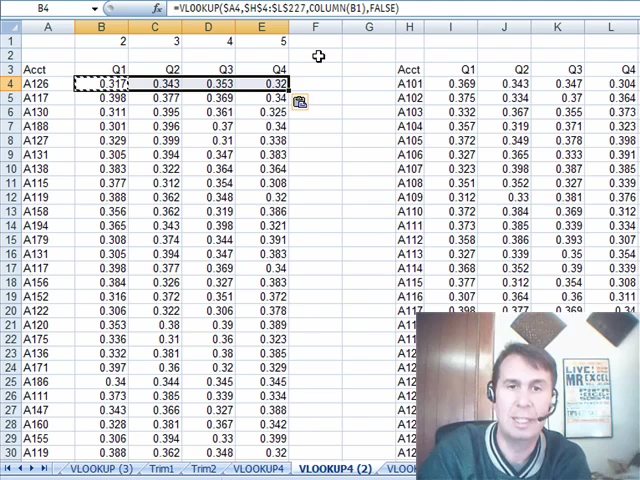 B4 fx =VLOOKUP($A4,$H$4:$L$227,COLUMN(B1),FALSE)
A B C D E F G H I J K L
1 2 3 4 5
2
3 Acct Q1 Q2 Q3 Q4 Acct Q1 Q2 Q3 Q4
4 A126 0.317 0.343 0.353 0.32 A101 0.369 0.343 0.347 0.304
5 A117 0.398 0.377 0.369 0.34 A102 0.375 0.334 0.37 0.364
6 A130 0.311 0.395 0.361 0.325 A103 0.332 0.367 0.355 0.373
7 A188 0.301 0.396 0.37 0.34 A104 0.357 0.319 0.371 0.323
8 A127 0.329 0.399 0.31 0.338 A105 0.372 0.349 0.378 0.398
9 A131 0.305 0.394 0.347 0.383 A106 0.327 0.365 0.333 0.391
10 A138 0.383 0.322 0.364 0.364 A107 0.323 0.398 0.387 0.385
11 A115 0.377 0.312 0.354 0.308 A108 0.351 0.352 0.327 0.339
12 A119 0.388 0.362 0.348 0.32 A109 0.312 0.33 0.381 0.376
13 A158 0.356 0.362 0.319 0.386 A110 0.372 0.384 0.369 0.312
14 A194 0.365 0.343 0.398 0.321 A111 0.373 0.385 0.339 0.334
15 A179 0.308 0.374 0.344 0.391 A112 0.358 0.386 0.393 0.307
16 A131 0.305 0.394 0.347 0.383 A113 0.327 0.339 0.35 0.354
17 A117 0.398 0.377 0.369 0.34 A114 0.368 0.352 0.39 0.339
18 A156 0.384 0.326 0.327 0.383 A115 0.377 0.312 0.354 0.308
19 A152 0.316 0.372 0.351 0.372 A116 0.307 0.364 0.36 0.311
20 A122 0.306 0.322 0.306 0.378 0.398 0.377 0.369 0.34
21 A120 0.353 0.38 0.39 0.389
22 A175 0.336 0.31 0.36 0.323
23 A136 0.332 0.381 0.38 0.385
24 A171 0.397 0.36 0.32 0.329
25 A186 0.34 0.344 0.345 0.345
26 A111 0.373 0.385 0.339 0.334
27 A147 0.343 0.366 0.327 0.388
28 A160 0.328 0.381 0.367 0.342
29 A155 0.306 0.394 0.33 0.399
30 A119 0.388 0.362 0.348 0.32
LIVE!
MR EXCEL
VLOOKUP (3) Trim1 Trim2 VLOOKUP4 VLOOKUP4 (2)